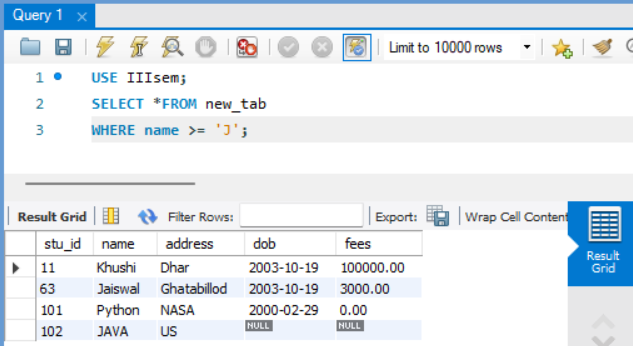 Query 1
Limit to 10000 rows
1 USE IIIsem;
2 SELECT *FROM new_tab
3 WHERE name >= 'J';
Result Grid Filter Rows: Export: Wrap Cell Content
stu_id name address dob fees
11 Khushi Dhar 2003-10-19 100000.00
63 Jaiswal Ghatabillod 2003-10-19 3000.00
101 Python NASA 2000-02-29 0.00
102 JAVA US NULL NULL
Result
Grid